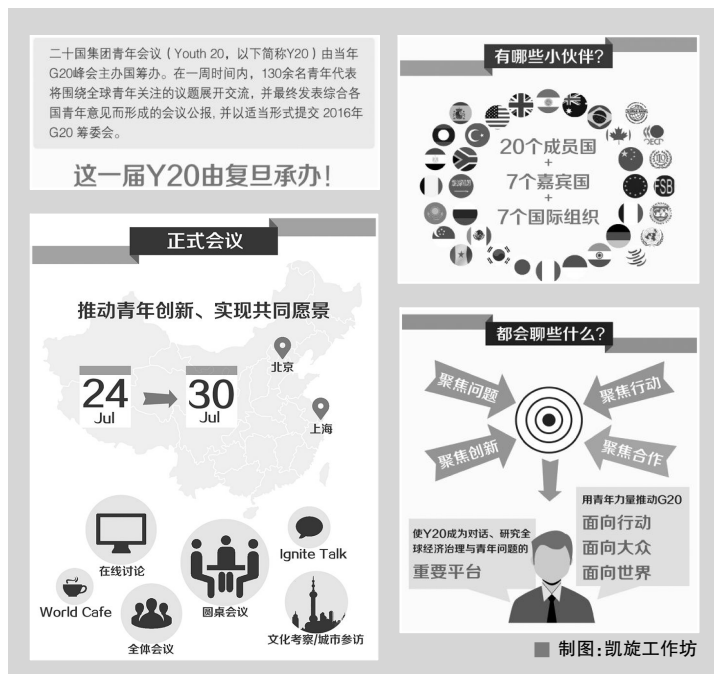 二十国集团青年会议（Youth 20，以下简称Y20）由当年
G20峰会主办国筹办。在一周时间内，130余名青年代表
将围绕全球青年关注的议题展开交流，并最终发表综合各
国青年意见而形成的会议公报，并以适当形式提交 2016年
G20 筹委会。
这一届Y20由复旦承办！
正式会议
推动青年创新、实现共同愿景
北京
24
Jul
30
Jul
上海
在线讨论
World Cafe
全体会议
圆桌会议
Ignite Talk
文化考察/城市参访
有哪些小伙伴？
20个成员国
+
7个嘉宾国
+
7个国际组织
FSB
都会聊些什么？
聚焦问题
聚焦行动
聚焦创新
聚焦合作
使Y20成为对话、研究全
球经济治理与青年问题的
重要平台
用青年力量推动G20
面向行动
面向大众
面向世界
制图：凯旋工作坊